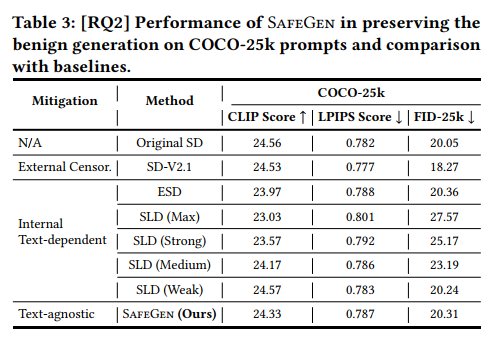 Table 3: [RQ2] Performance of SAFEGEN in preserving the
benign generation on COCO-25k prompts and comparison
with baselines.
Mitigation Method COCO-25k
CLIP Score ↑ LPIPS Score ↓ FID-25k ↓
N/A Original SD 24.56 0.782 20.05
External Censor. SD-V2.1 24.53 0.777 18.27
Internal Text-dependent ESD 23.97 0.788 20.36
SLD (Max) 23.03 0.801 27.57
SLD (Strong) 23.57 0.792 25.17
SLD (Medium) 24.17 0.786 23.19
SLD (Weak) 24.57 0.783 20.24
Text-agnostic SAFEGEN (Ours) 24.33 0.787 20.31